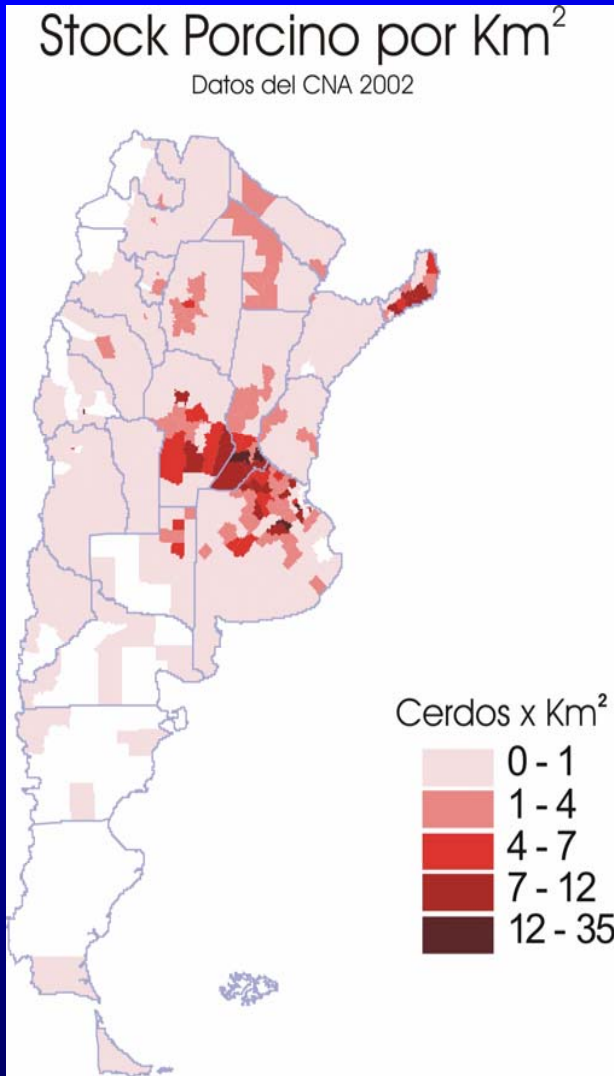 Stock Porcino por Km²
Datos del CNA 2002
Cerdos x Km²
0 - 1
1 - 4
4 - 7
7 - 12
12 - 35